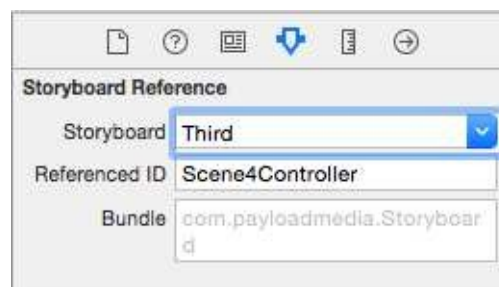 Storyboard Reference
Storyboard Third
Referenced ID Scene4Controller
Bundle com.payloadmedia.Storyboar
d